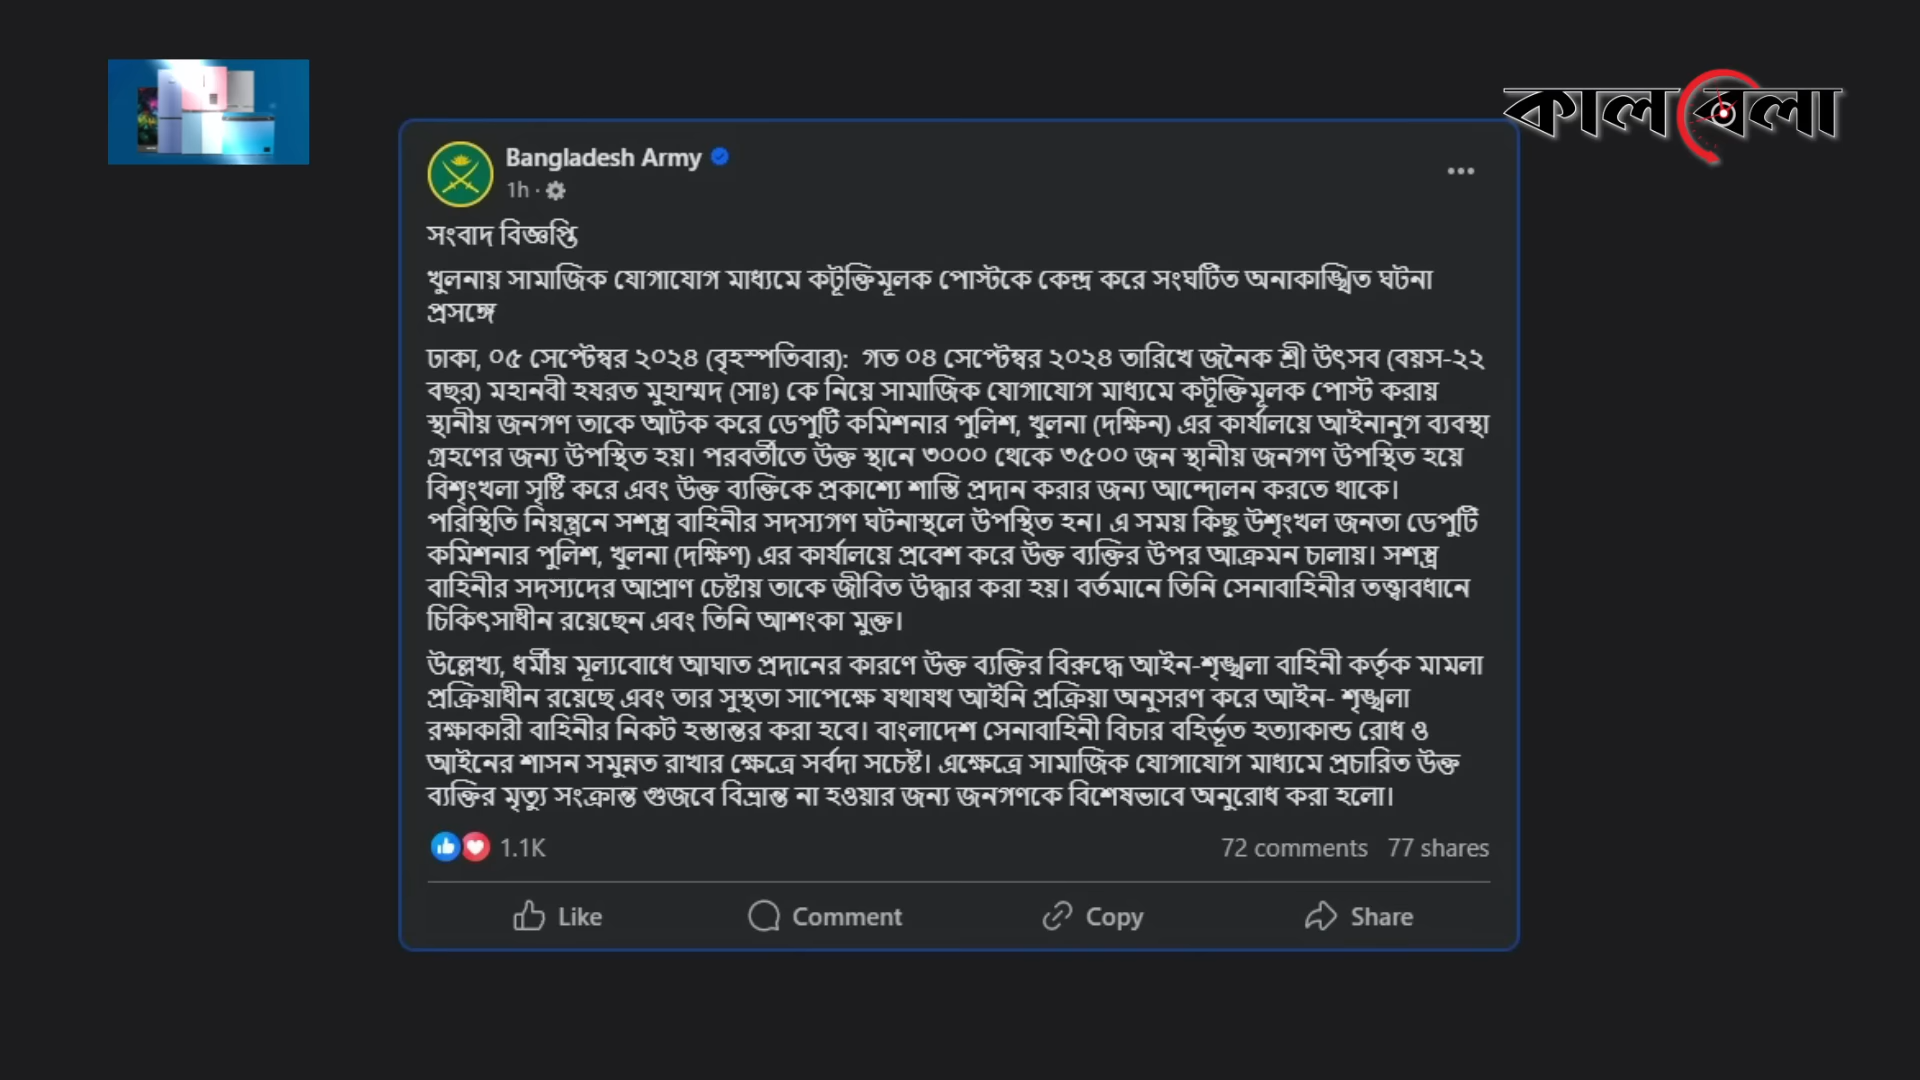 কালবেলা
Bangladesh Army
1h ·
সংবাদ বিজ্ঞপ্তি
খুলনায় সামাজিক যোগাযোগ মাধ্যমে কটূক্তিমূলক পোস্টকে কেন্দ্র করে সংঘটিত অনাকাঙ্খিত ঘটনা
প্রসঙ্গে
ঢাকা, ০৫ সেপ্টেম্বর ২০২৪ (বৃহস্পতিবার): গত ০৪ সেপ্টেম্বর ২০২৪ তারিখে জনৈক শ্রী উৎসব (বয়স-২২
বছর) মহানবী হযরত মুহাম্মদ (সাঃ) কে নিয়ে সামাজিক যোগাযোগ মাধ্যমে কটূক্তিমূলক পোস্ট করায়
স্থানীয় জনগণ তাকে আটক করে ডেপুটি কমিশনার পুলিশ, খুলনা (দক্ষিন) এর কার্যালয়ে আইনানুগ ব্যবস্থা
গ্রহণের জন্য উপস্থিত হয়। পরবর্তীতে উক্ত স্থানে ৩০০০ থেকে ৩৫০০ জন স্থানীয় জনগণ উপস্থিত হয়ে
বিশৃংখলা সৃষ্টি করে এবং উক্ত ব্যক্তিকে প্রকাশ্যে শাস্তি প্রদান করার জন্য আন্দোলন করতে থাকে।
পরিস্থিতি নিয়ন্ত্রনে সশস্ত্র বাহিনীর সদস্যগণ ঘটনাস্থলে উপস্থিত হন। এ সময় কিছু উশৃংখল জনতা ডেপুটি
কমিশনার পুলিশ, খুলনা (দক্ষিণ) এর কার্যালয়ে প্রবেশ করে উক্ত ব্যক্তির উপর আক্রমন চালায়। সশস্ত্র
বাহিনীর সদস্যদের আপ্রাণ চেষ্টায় তাকে জীবিত উদ্ধার করা হয়। বর্তমানে তিনি সেনাবাহিনীর তত্ত্বাবধানে
চিকিৎসাধীন রয়েছেন এবং তিনি আশংকা মুক্ত।
উল্লেখ্য, ধর্মীয় মূল্যবোধে আঘাত প্রদানের কারণে উক্ত ব্যক্তির বিরুদ্ধে আইন-শৃঙ্খলা বাহিনী কর্তৃক মামলা
প্রক্রিয়াধীন রয়েছে এবং তার সুস্থতা সাপেক্ষে যথাযথ আইনি প্রক্রিয়া অনুসরণ করে আইন- শৃঙ্খলা
রক্ষাকারী বাহিনীর নিকট হস্তান্তর করা হবে। বাংলাদেশ সেনাবাহিনী বিচার বহির্ভূত হত্যাকান্ড রোধ ও
আইনের শাসন সমুন্নত রাখার ক্ষেত্রে সর্বদা সচেষ্ট। এক্ষেত্রে সামাজিক যোগাযোগ মাধ্যমে প্রচারিত উক্ত
ব্যক্তির মৃত্যু সংক্রান্ত গুজবে বিভ্রান্ত না হওয়ার জন্য জনগণকে বিশেষভাবে অনুরোধ করা হলো।
1.1K 72 comments 77 shares
Like Comment Copy Share